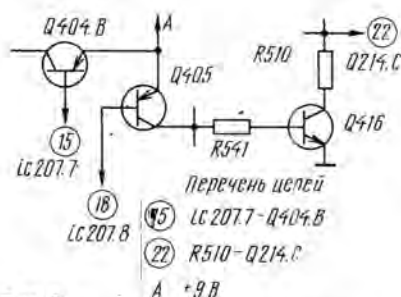 Q404.B
A
22
R510
Q214.C
Q405
Q416
15
R541
LC207.7
18
LC207.8
Перечень цепей
15 LC207.7-Q404.B
22 R510-Q214.C
A +9В